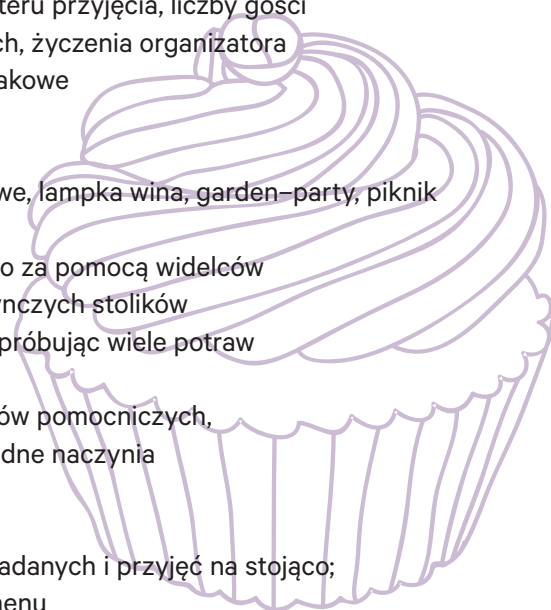 teru przyjęcia, liczby gości
ch, życzenia organizatora
akowe
we, lampka wina, garden–party, piknik
o za pomocą widelców
ynczych stolików
próbując wiele potraw
ów pomocniczych,
dne naczynia
adanych i przyjęć na stojąco;
nenu